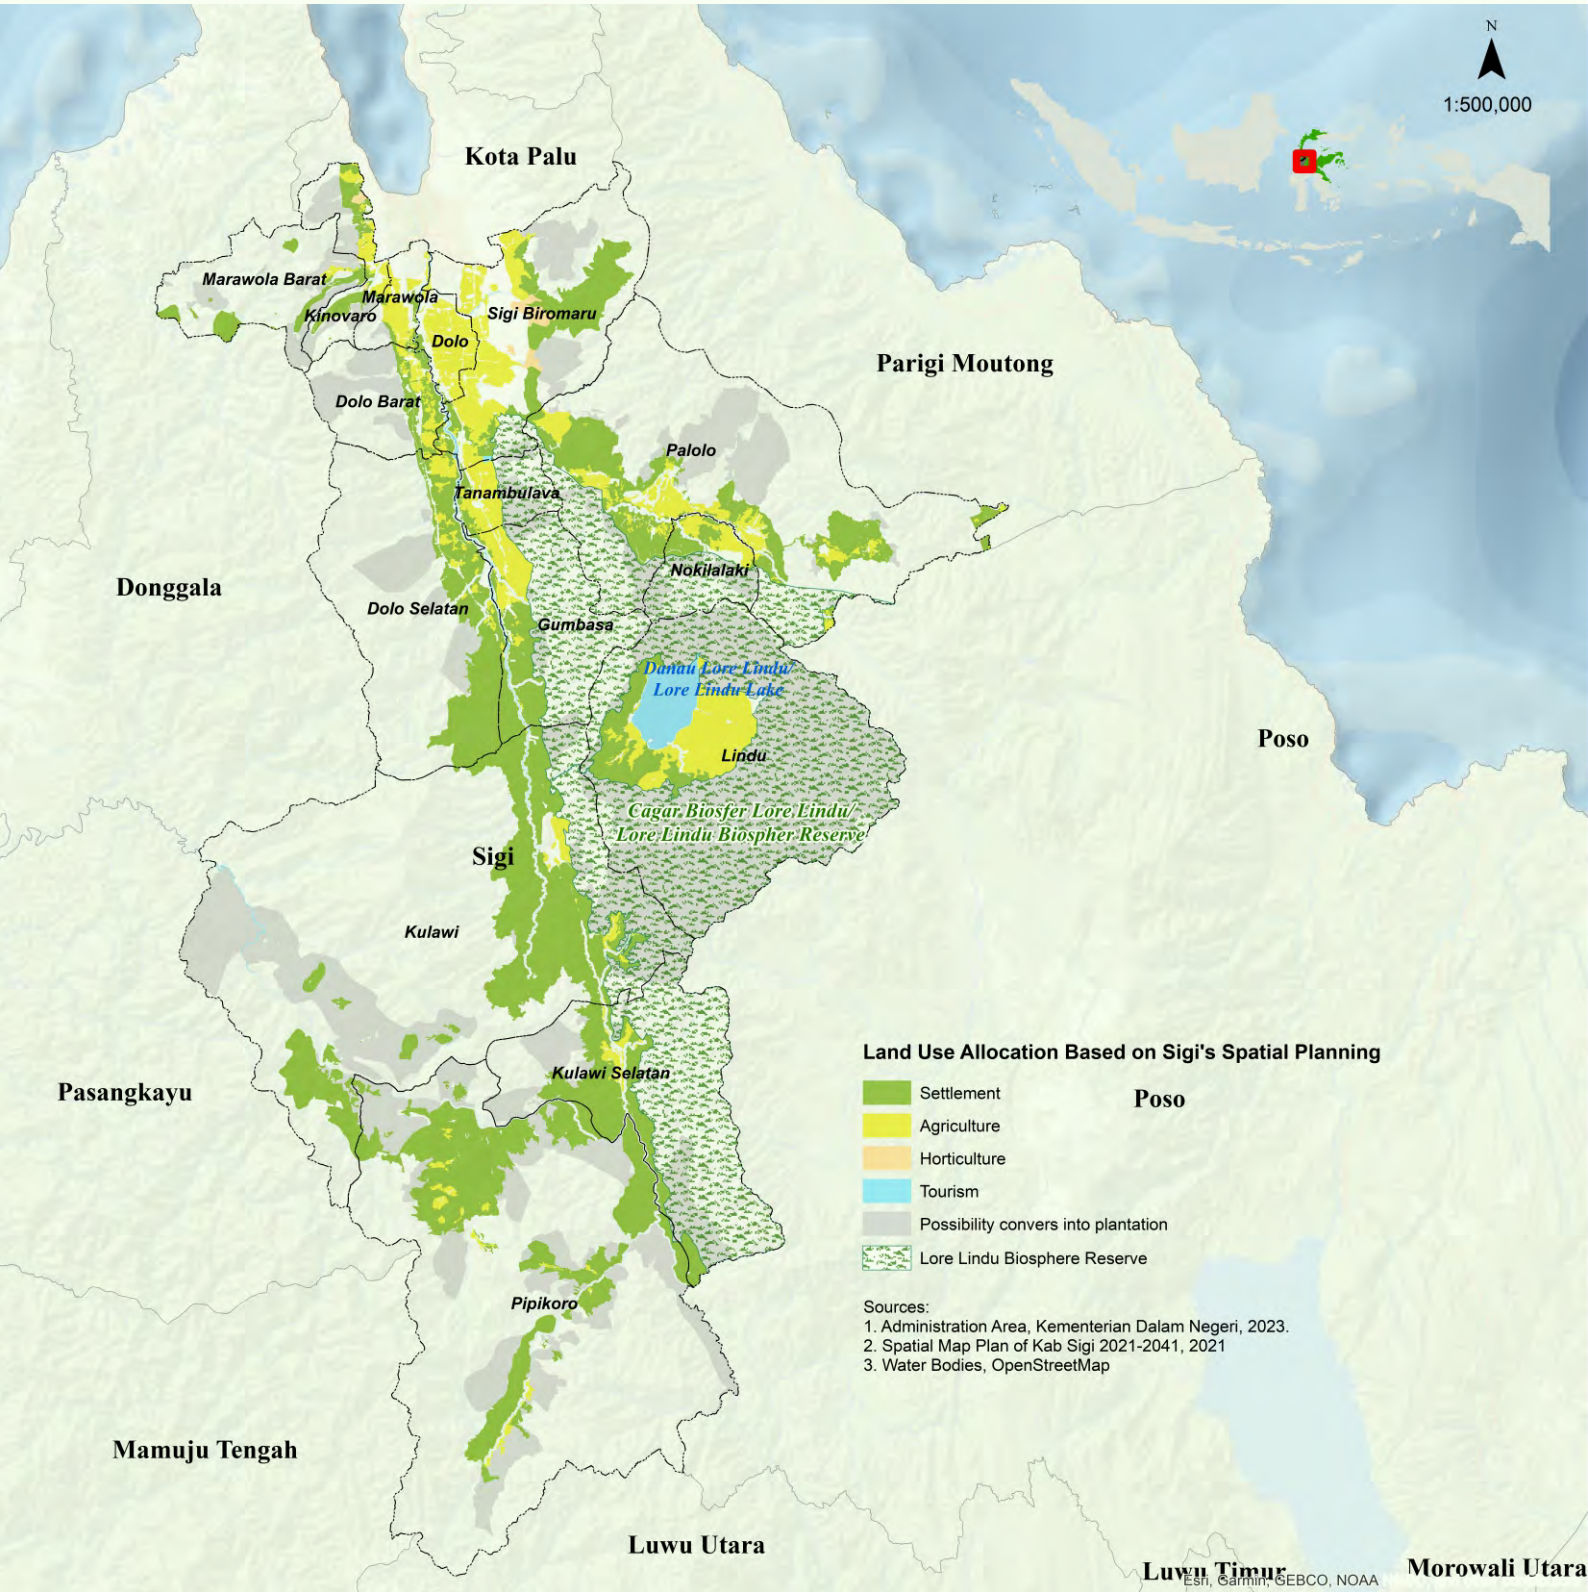 N
1:500,000
Kota Palu
Marawola Barat
Marawola
Kinovaro
Sigi Biromaru
Dolo
Parigi Moutong
Dolo Barat
Palolo
Tanambulava
Nokilalaki
Donggala
Dolo Selatan
Gumbasa
Danau Lore Lindu/
Lore Lindu Lake
Poso
Lindu
Cagar Biosfer Lore Lindu/
Lore Lindu Biospher Reserve
Sigi
Kulawi
Kulawi Selatan
Pasangkayu
Land Use Allocation Based on Sigi's Spatial Planning
Settlement
Poso
Agriculture
Horticulture
Tourism
Possibility convers into plantation
Lore Lindu Biosphere Reserve
Pipikoro
Sources:
1. Administration Area, Kementerian Dalam Negeri, 2023.
2. Spatial Map Plan of Kab Sigi 2021-2041, 2021
3. Water Bodies, OpenStreetMap
Mamuju Tengah
Luwu Utara
Luwu Timur
Morowali Utara
Esri, Garmin, GEBCO, NOAA